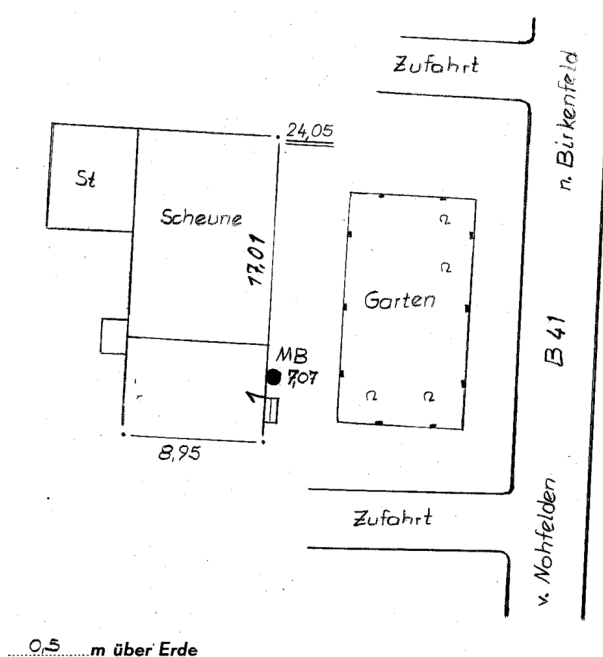 Zufahrt
n. Birkenfeld
24,05
St
Scheune
17,01
Garten
B 41
MB
7,07
1
8,95
Zufahrt
v. Nohfelden
0,5 m über Erde